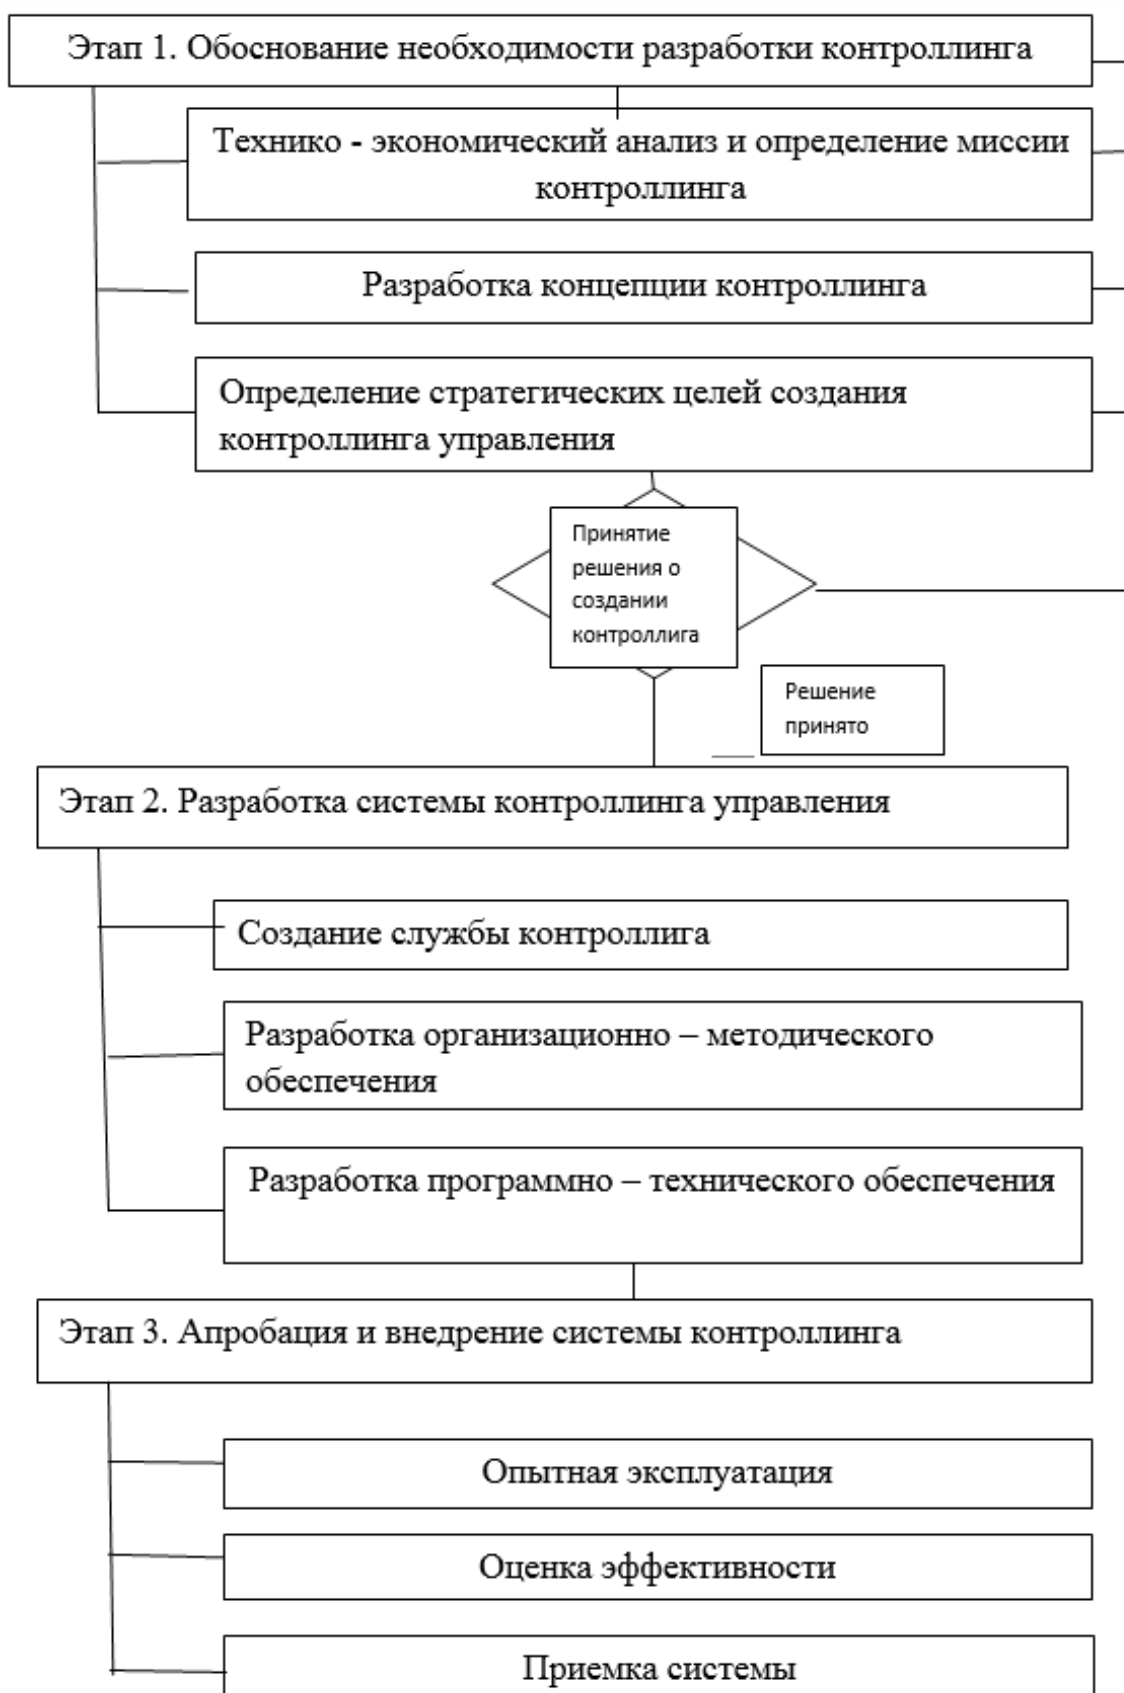 Этап 1. Обоснование необходимости разработки контроллинга
Технико - экономический анализ и определение миссии
контроллинга
Разработка концепции контроллинга
Определение стратегических целей создания
контроллинга управления
Принятие
решения о
создании
контроллига
Решение
принято
Этап 2. Разработка системы контроллинга управления
Создание службы контроллига
Разработка организационно – методического
обеспечения
Разработка программно – технического обеспечения
Этап 3. Апробация и внедрение системы контроллинга
Опытная эксплуатация
Оценка эффективности
Приемка системы